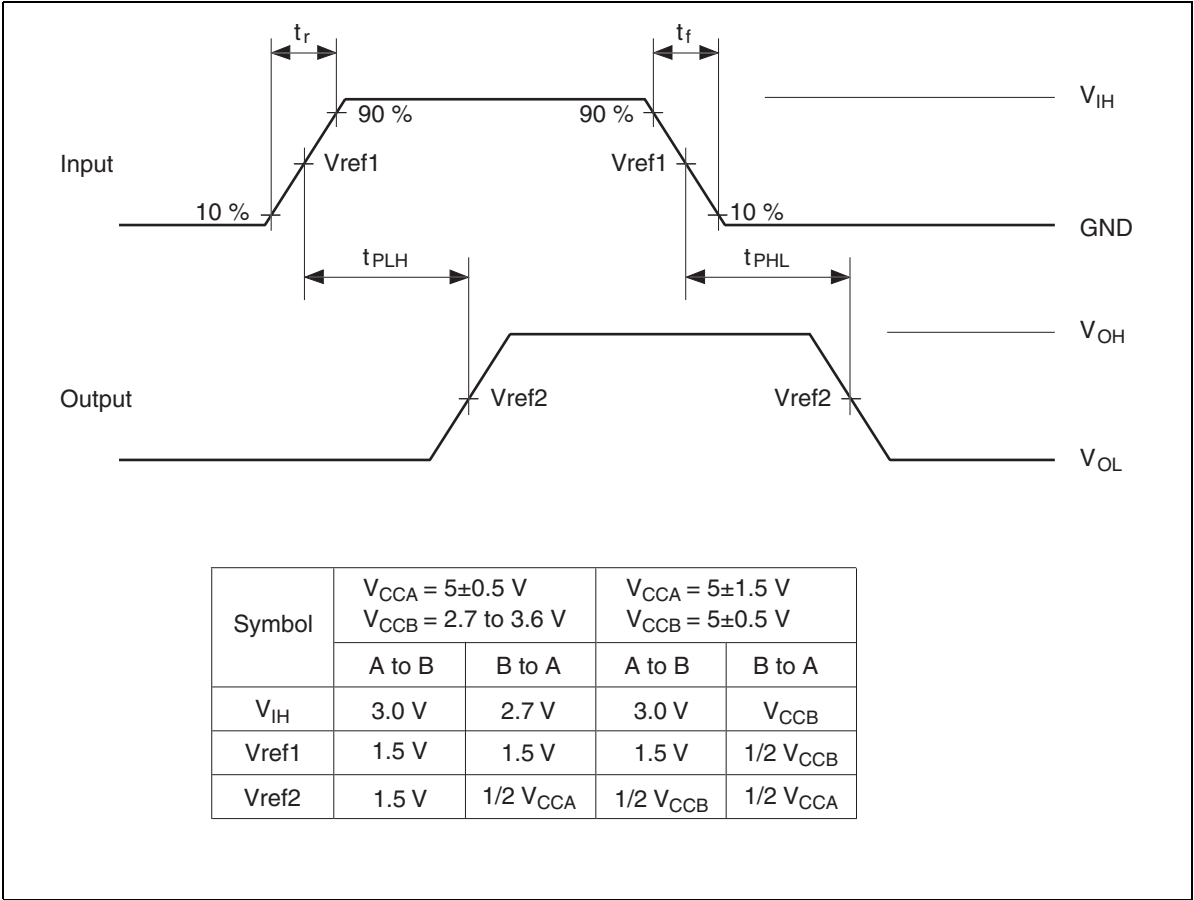 tr tf
VIH
90 % 90 %
Input Vref1 Vref1
10 % 10 %
GND
tPLH tPHL
VOH
Output Vref2 Vref2
VOL
Symbol VCCA = 5±0.5 V VCCA = 5±1.5 V
VCCB = 2.7 to 3.6 V VCCB = 5±0.5 V
A to B B to A A to B B to A
VIH 3.0 V 2.7 V 3.0 V VCCB
Vref1 1.5 V 1.5 V 1.5 V 1/2 VCCB
Vref2 1.5 V 1/2 VCCA 1/2 VCCB 1/2 VCCA